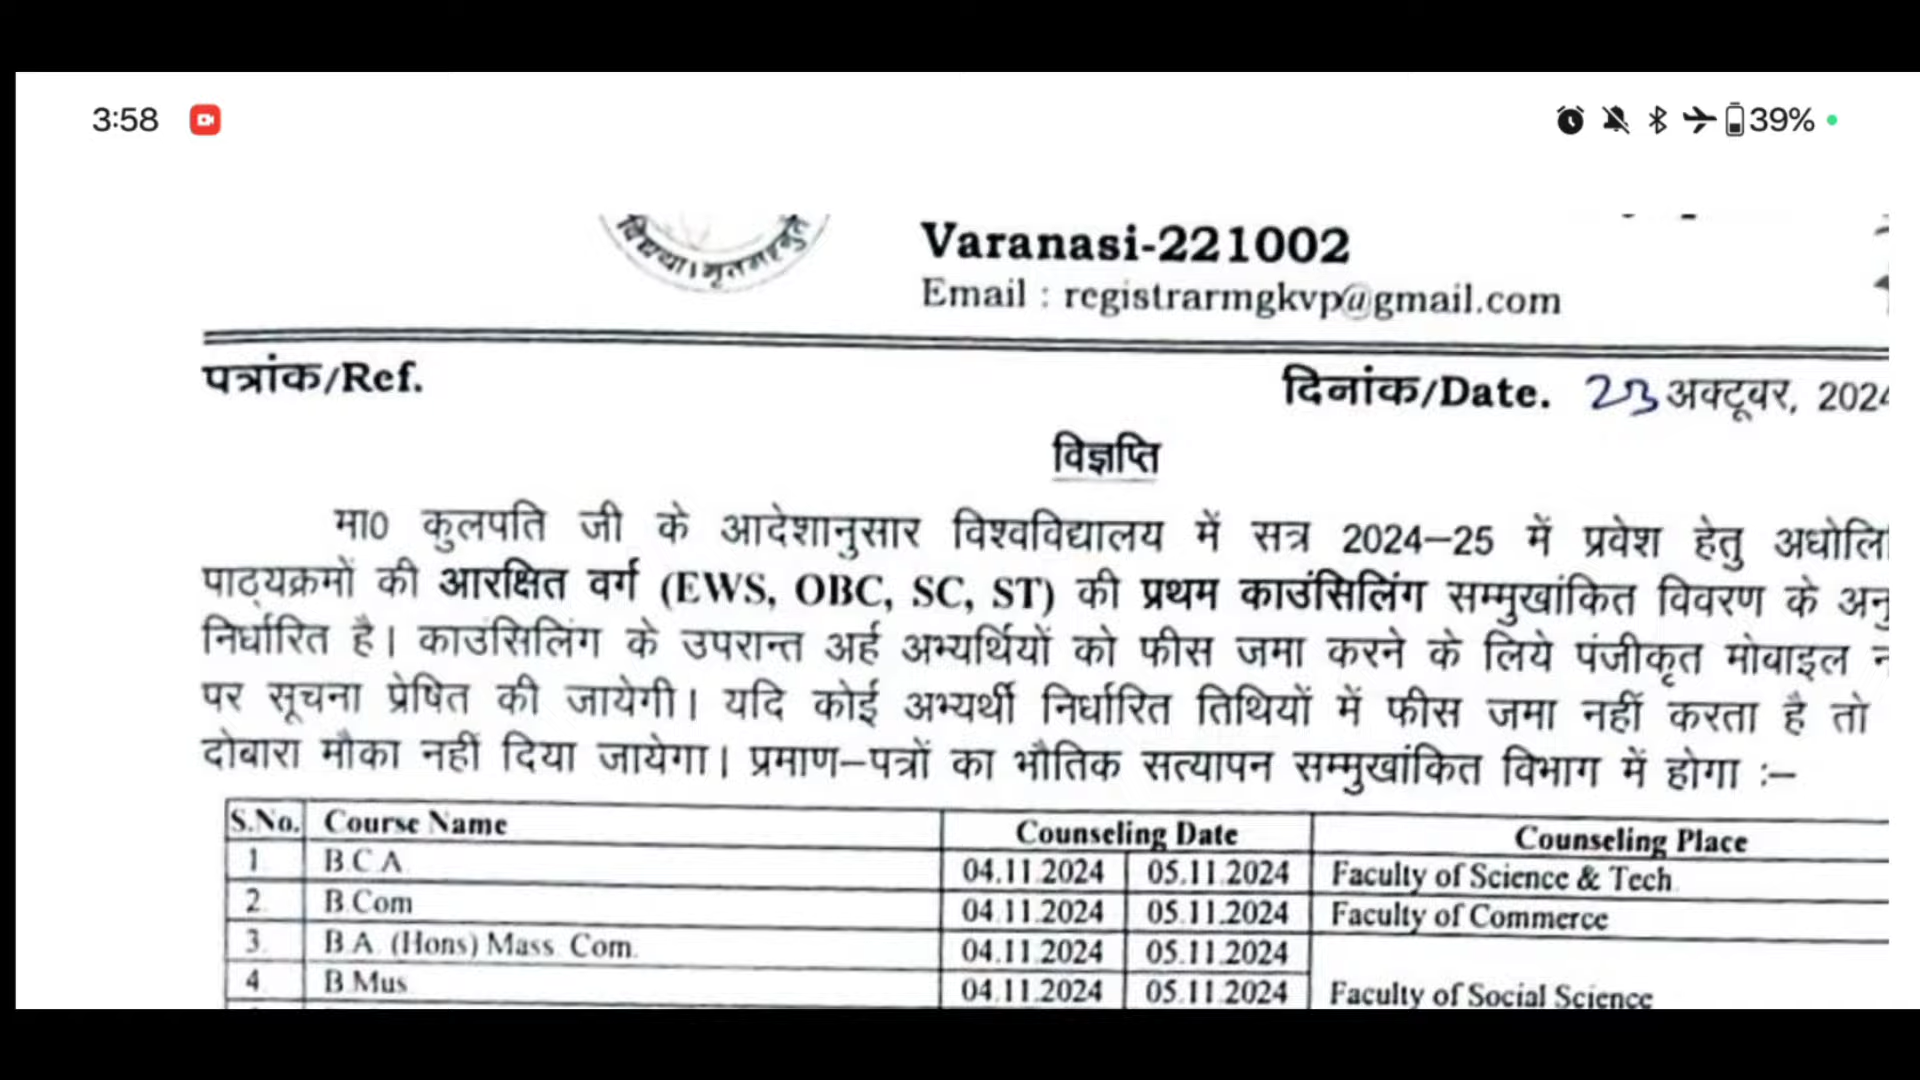 3:58
39%
Varanasi-221002
Email : registrarmgkvp@gmail.com
पत्रांक/Ref.
दिनांक/Date. 23 अक्टूबर, 2024
विज्ञप्ति
मा0 कुलपति जी के आदेशानुसार विश्वविद्यालय में सत्र 2024-25 में प्रवेश हेतु
पाठ्यक्रमों की आरक्षित वर्ग (EWS, OBC, SC, ST) की प्रथम काउंसिलिंग सम्मुखांकित विवरण के
निर्धारित है। काउंसिलिंग के उपरान्त अर्ह अभ्यर्थियों को फीस जमा करने के लिये पंजीकृत मोबाइल
पर सूचना प्रेषित की जायेगी। यदि कोई अभ्यर्थी निर्धारित तिथियों में फीस जमा नहीं करता है तो
दोबारा मौका नहीं दिया जायेगा। प्रमाण-पत्रों का भौतिक सत्यापन सम्मुखांकित विभाग में होगा :-
S.No. Course Name Counseling Date Counseling Place
1 B.C.A. 04.11.2024 05.11.2024 Faculty of Science & Tech.
2. B.Com 04.11.2024 05.11.2024 Faculty of Commerce
3. B.A. (Hons) Mass Com. 04.11.2024 05.11.2024
4. B.Mus 04.11.2024 05.11.2024 Faculty of Social Science